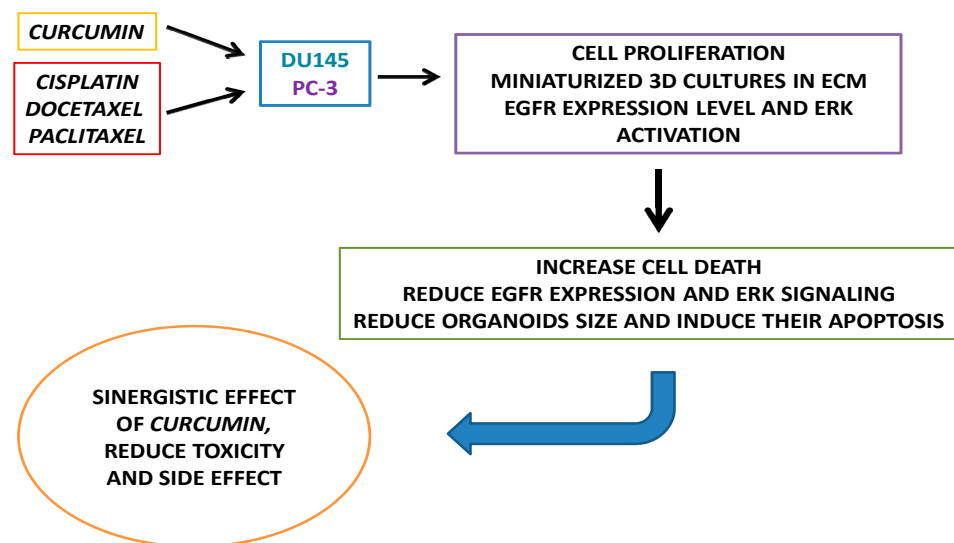 CURCUMIN
CISPLATIN
DOCETAXEL
PACLITAXEL
DU145
PC-3
CELL PROLIFERATION
MINIATURIZED 3D CULTURES IN ECM
EGFR EXPRESSION LEVEL AND ERK
ACTIVATION
INCREASE CELL DEATH
REDUCE EGFR EXPRESSION AND ERK SIGNALING
REDUCE ORGANOIDS SIZE AND INDUCE THEIR APOPTOSIS
SINERGISTIC EFFECT
OF CURCUMIN,
REDUCE TOXICITY
AND SIDE EFFECT